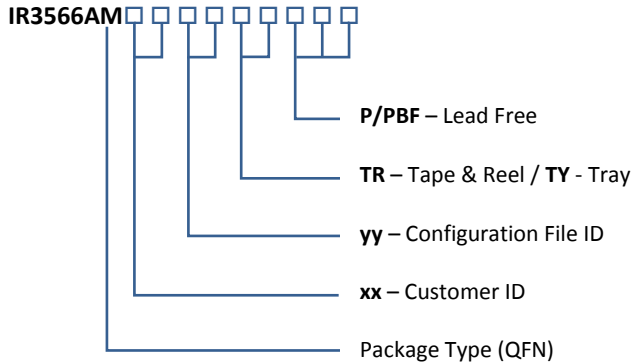 IR3566AM
P/PBF – Lead Free
TR – Tape & Reel / TY - Tray
yy – Configuration File ID
xx – Customer ID
Package Type (QFN)